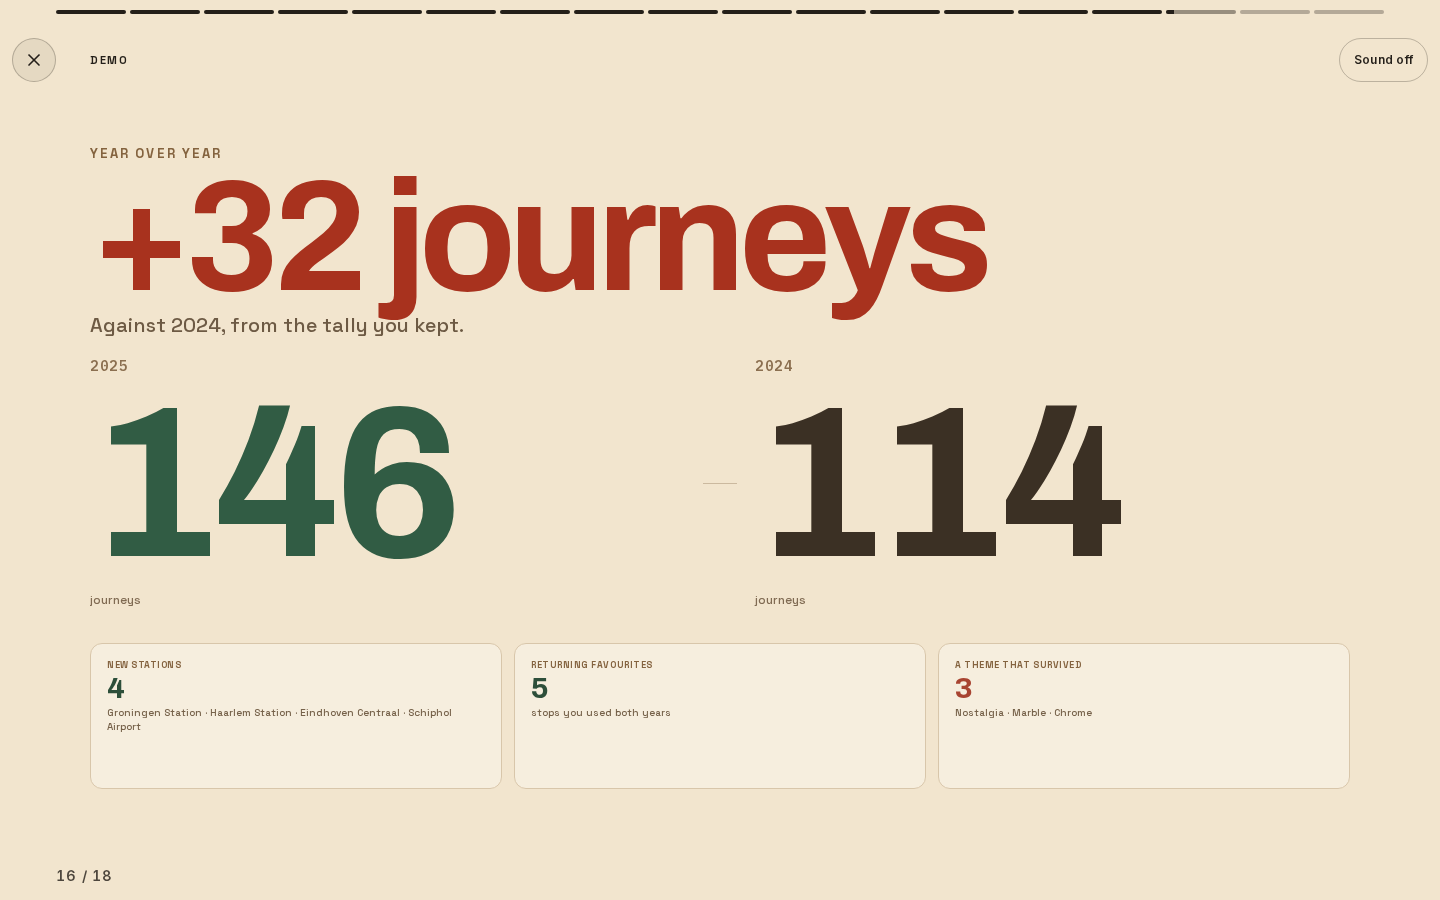 DEMO
Sound off
YEAR OVER YEAR
+32 journeys
Against 2024, from the tally you kept.
2025
146
journeys
2024
114
journeys
NEW STATIONS
4
Groningen Station · Haarlem Station · Eindhoven Centraal · Schiphol
Airport
RETURNING FAVOURITES
5
stops you used both years
A THEME THAT SURVIVED
3
Nostalgia · Marble · Chrome
16 / 18